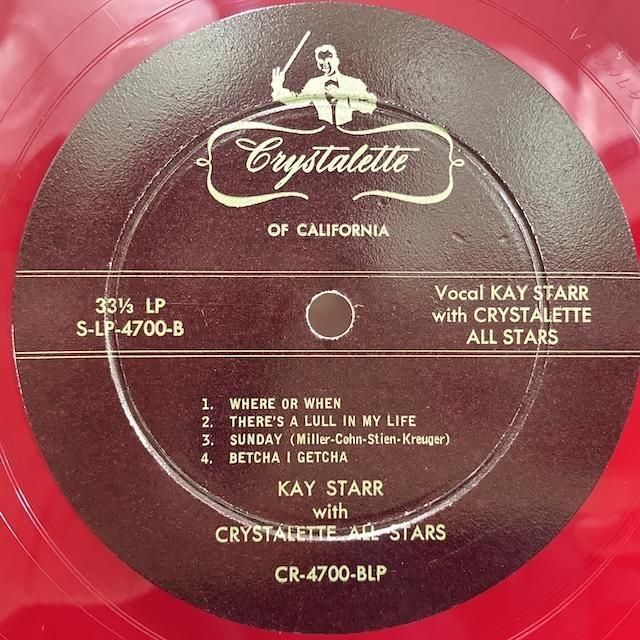 Crystalette
OF CALIFORNIA
33⅓ LP
S-LP-4700-B
Vocal KAY STARR
with CRYSTALETTE
ALL STARS
1. WHERE OR WHEN
2. THERE'S A LULL IN MY LIFE
3. SUNDAY (Miller-Cohn-Stien-Kreuger)
4. BETCHA I GETCHA
KAY STARR
with
CRYSTALETTE ALL STARS
CR-4700-BLP